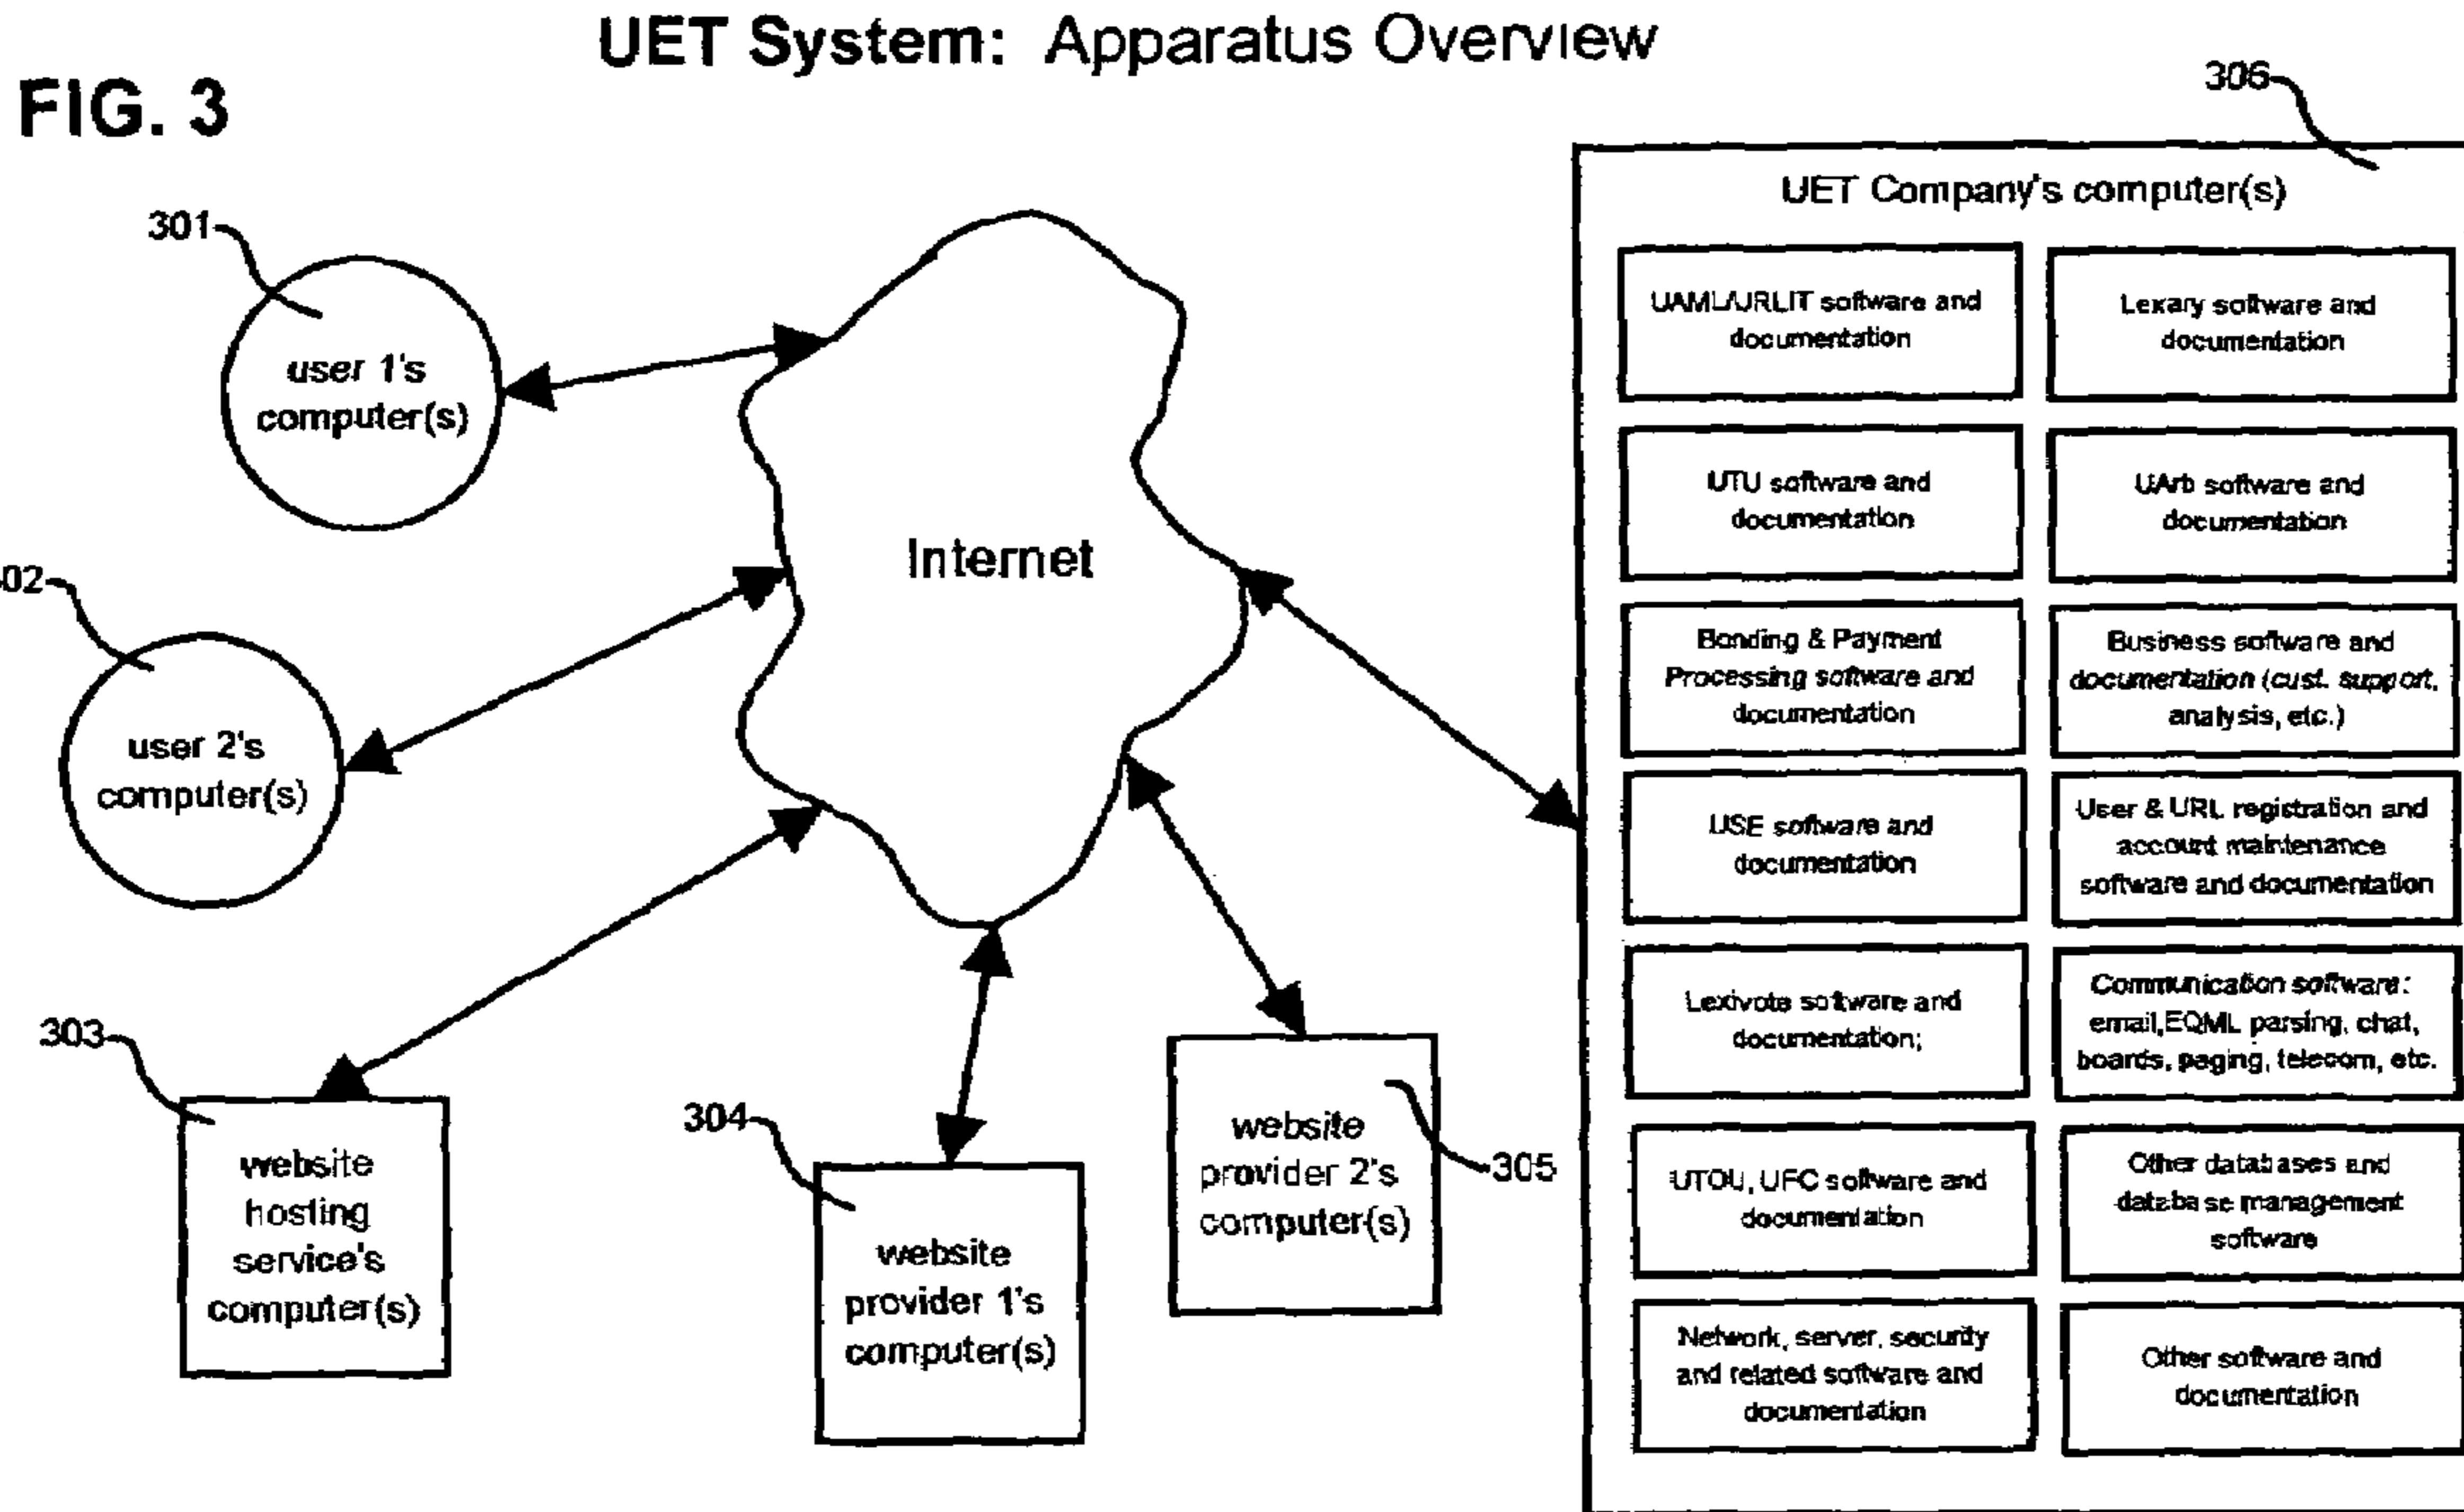 UET System: Apparatus Overview
FIG. 3
306
301
user 1's
computer(s)
Internet
02
user 2's
computer(s)
303
website
hosting
service's
computer(s)
304
website
provider 1's
computer(s)
website
provider 2's
computer(s)
305
UET Company's computer(s)
UAML/URLIT software and
documentation
Lexary software and
documentation
UTU software and
documentation
UArb software and
documentation
Bonding & Payment
Processing software and
documentation
Business software and
documentation (cust. support,
analysis, etc.)
USE software and
documentation
User & URL registration and
account maintenance
software and documentation
Lexivote software and
documentation;
Communication software:
email,EQML parsing, chat,
boards, paging, telecom, etc.
UTOU, UFC software and
documentation
Other databases and
database management
software
Network, server, security
and related software and
documentation
Other software and
documentation